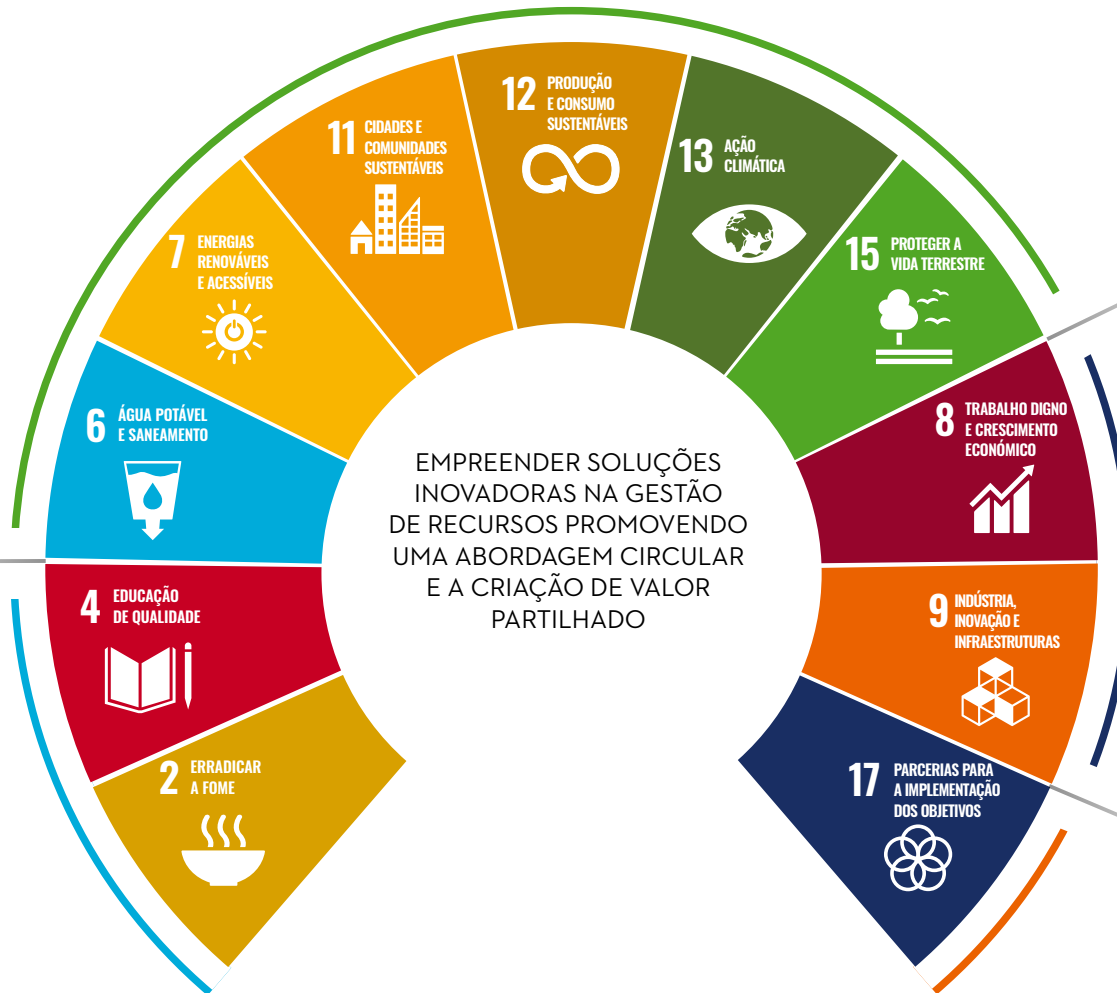 12 PRODUÇÃO
E CONSUMO
SUSTENTÁVEIS
11 CIDADES E
COMUNIDADES
SUSTENTÁVEIS
13 AÇÃO
CLIMÁTICA
7 ENERGIAS
RENOVÁVEIS
E ACESSÍVEIS
15 PROTEGER A
VIDA TERRESTRE
6 ÁGUA POTÁVEL
E SANEAMENTO
8 TRABALHO DIGNO
E CRESCIMENTO
ECONÓMICO
EMPREENDER SOLUÇÕES
INOVADORAS NA GESTÃO
DE RECURSOS PROMOVENDO
UMA ABORDAGEM CIRCULAR
E A CRIAÇÃO DE VALOR
PARTILHADO
4 EDUCAÇÃO
DE QUALIDADE
9 INDÚSTRIA,
INOVAÇÃO E
INFRAESTRUTURAS
2 ERRADICAR
A FOME
17 PARCERIAS PARA
A IMPLEMENTAÇÃO
DOS OBJETIVOS